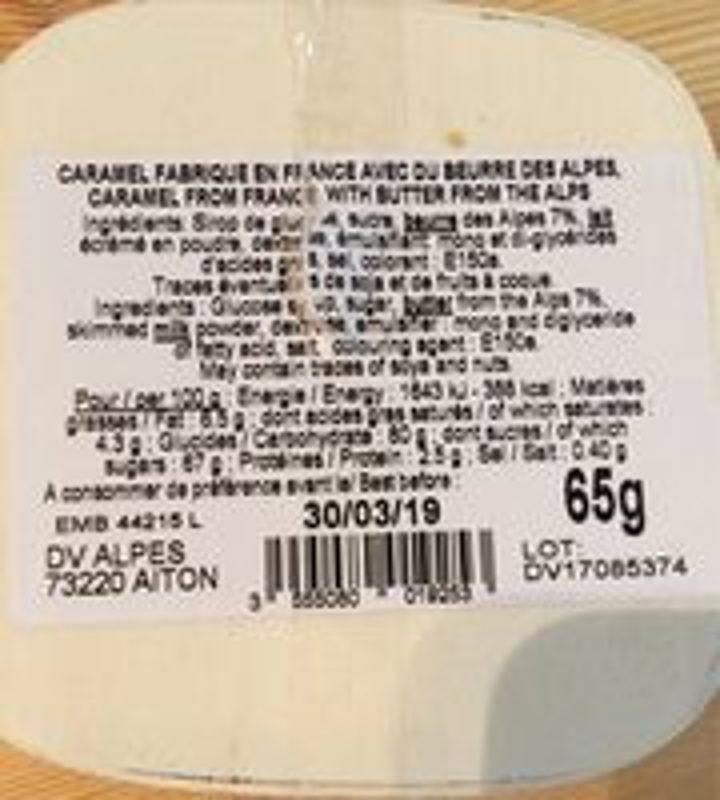 CARAMEL FABRIQUE EN FRANCE AVEC DU BEURRE DES ALPES,
CARAMEL FROM FRANCE WITH BUTTER FROM THE ALPS
Ingrédients: Sirop de glucose, sucre, beurre des Alpes 7%, lait
écrémé en poudre, dextrose, émulsifiant: mono et di-glycérides
d'acides gras, sel, colorant : E150a.
Traces éventuelles de soja et de fruits à coque.
Ingredients : Glucose syrup, sugar, butter from the Alps 7%,
skimmed milk powder, dextrose, emulsifier : mono and diglyceride
of fatty acid, salt, colouring agent : E150a.
May contain traces of soya and nuts.
Pour / per 100 g : Energie / Energy : 1643 kJ - 388 kcal : Matières
grasses / Fat : g ; dont acides gras saturés / of which saturates :
4.3 g ; Glucides / Carbohydrate : 80 g ; dont sucres / of which
sugars : 67 g ; Protéines / Protein : 2.5 g ; Sel / Salt : 0.40 g
A consommer de préférence avant le/ Best before :
EMB 44215 L
30/03/19
65g
DV ALPES
73220 AITON
LOT:
DV17085374
3